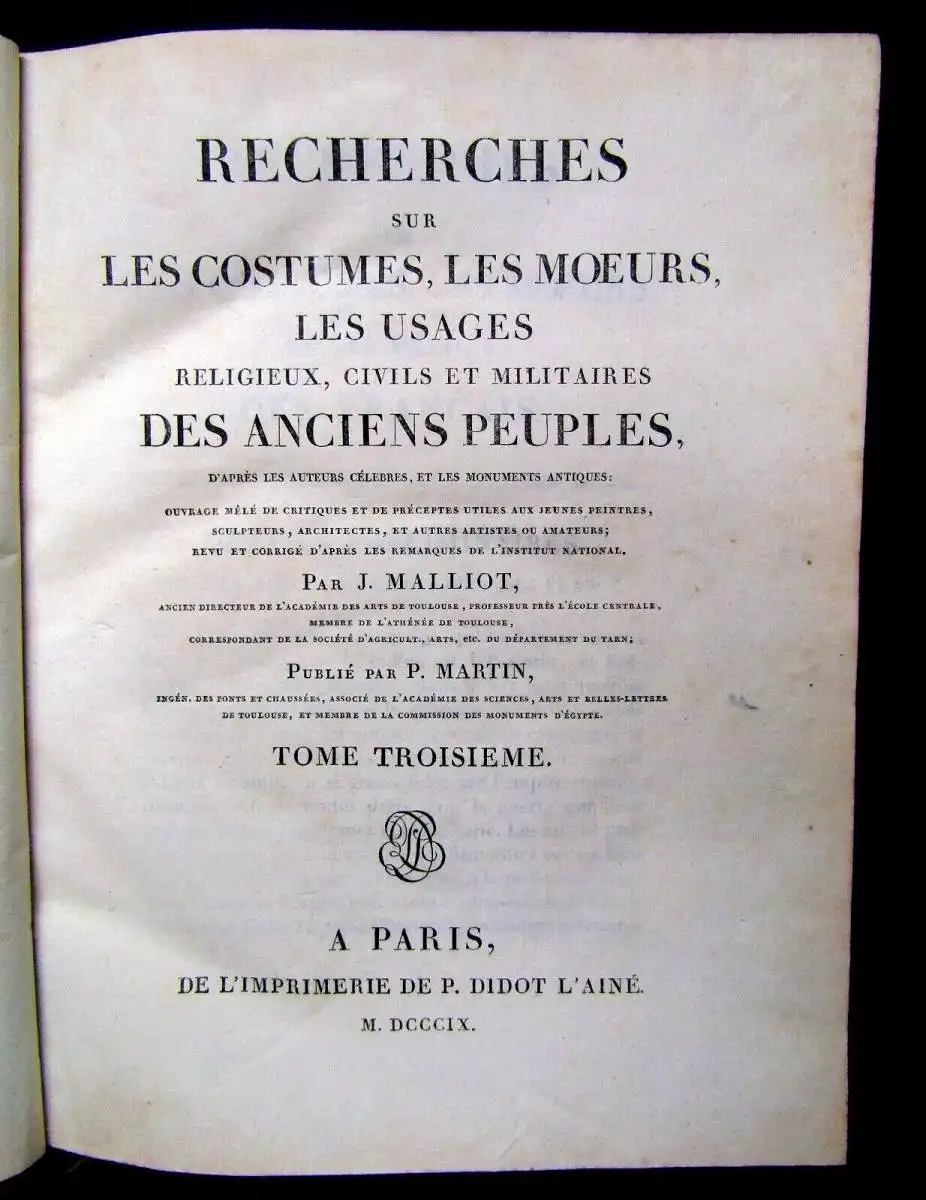 RECHERCHES
SUR
LES COSTUMES, LES MŒURS,
LES USAGES
RELIGIEUX, CIVILS ET MILITAIRES
DES ANCIENS PEUPLES,
D'APRÈS LES AUTEURS CÉLEBRES, ET LES MONUMENTS ANTIQUES:
OUVRAGE MÊLÉ DE CRITIQUES ET DE PRÉCEPTES UTILES AUX JEUNES PEINTRES,
SCULPTEURS, ARCHITECTES, ET AUTRES ARTISTES OU AMATEURS;
REVU ET CORRIGÉ D'APRÈS LES REMARQUES DE L'INSTITUT NATIONAL.
PAR J. MALLIOT,
ANCIEN DIRECTEUR DE L'ACADÉMIE DES ARTS DE TOULOUSE, PROFESSEUR PRÈS L'ÉCOLE CENTRALE,
MEMBRE DE L'ATHÉNÉE DE TOULOUSE,
CORRESPONDANT DE LA SOCIÉTÉ D'AGRICULT., ARTS, etc. DU DÉPARTEMENT DU TARN;
PUBLIÉ PAR P. MARTIN,
INGÉN. DES PONTS ET CHAUSSÉES, ASSOCIÉ DE L'ACADÉMIE DES SCIENCES, ARTS ET BELLES-LETTRES
DE TOULOUSE, ET MEMBRE DE LA COMMISSION DES MONUMENTS D'ÉGYPTE.
TOME TROISIEME.
A PARIS,
DE L'IMPRIMERIE DE P. DIDOT L'AINÉ.
M. DCCCIX.